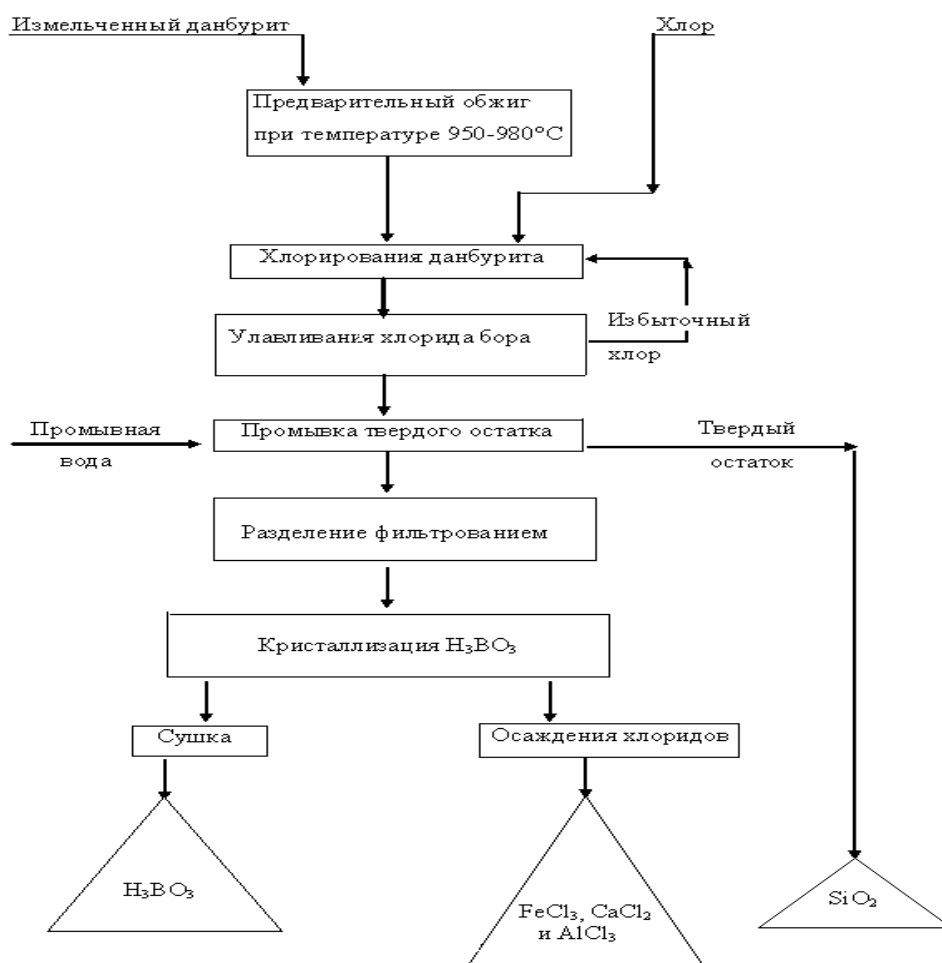 Измельченный данбурит
Хлор
Предварительный обжиг
при температуре 950-980°С
Хлорирования данбурита
Избыточный
хлор
Улавливания хлорида бора
Промывная
вода
Промывка твердого остатка
Твердый
остаток
Разделение фильтрованием
Кристаллизация H₃BO₃
Сушка
Осаждения хлоридов
H₃BO₃
FeCl₃, CaCl₂
и AlCl₃
SiO₂